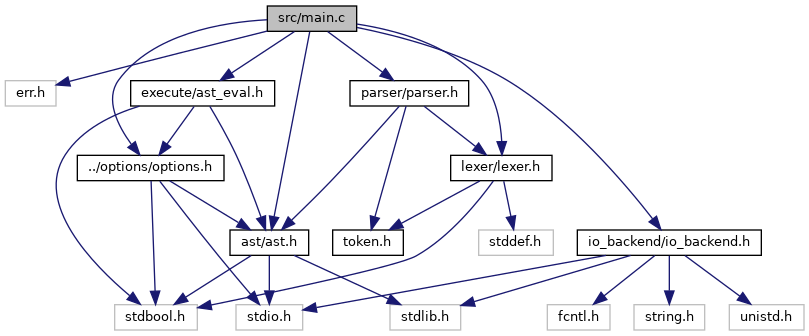 src/main.c
err.h
execute/ast_eval.h
parser/parser.h
../options/options.h
lexer/lexer.h
ast/ast.h
token.h
stddef.h
io_backend/io_backend.h
stdbool.h
stdio.h
stdlib.h
fcntl.h
string.h
unistd.h